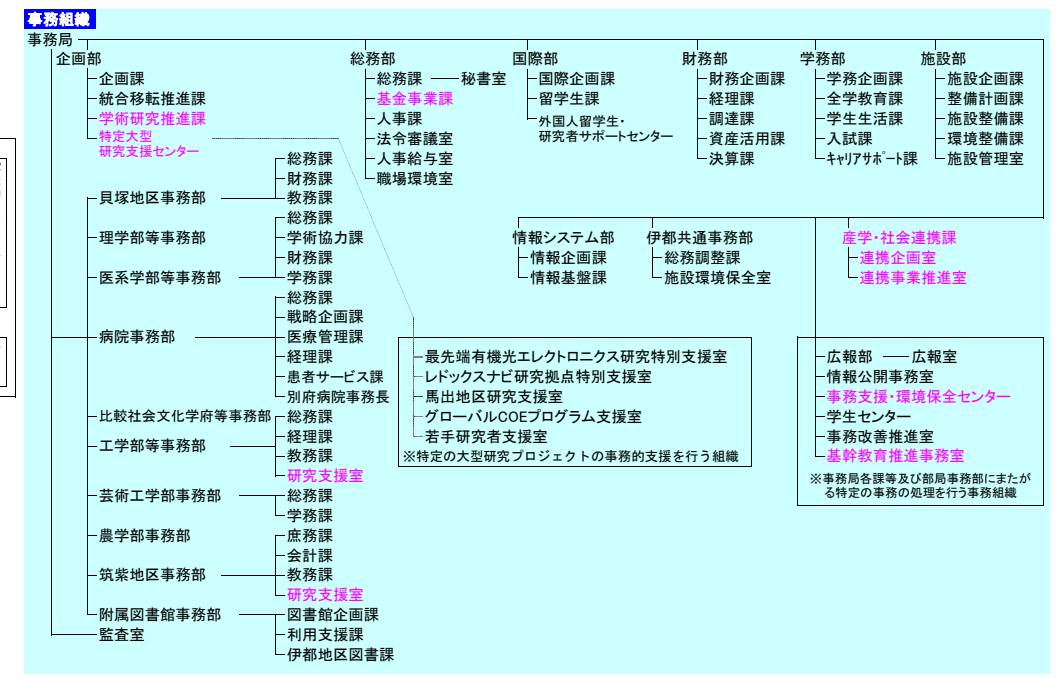 事務組織
事務局
企画部
企画課
統合移転推進課
学術研究推進課
特定大型
研究支援センター
総務部
総務課
秘書室
基金事業課
人事課
法令審議室
人事給与室
職場環境室
国際部
国際企画課
留学生課
外国人留学生・
研究者サポートセンター
財務部
財務企画課
経理課
調達課
資産活用課
決算課
学務部
学務企画課
全学教育課
学生生活課
入試課
キャリアサポート課
施設部
施設企画課
整備計画課
施設整備課
環境整備課
施設管理室
情報システム部
情報企画課
情報基盤課
伊都共通事務部
総務調整課
施設環境保全室
産学・社会連携課
連携企画室
連携事業推進室
貝塚地区事務部
総務課
財務課
教務課
理学部等事務部
医系学部等事務部
総務課
学術協力課
財務課
学務課
病院事務部
総務課
戦略企画課
医療管理課
経理課
患者サービス課
別府病院事務長
比較社会文化学府等事務部
工学部等事務部
総務課
経理課
教務課
研究支援室
芸術工学部事務部
総務課
学務課
農学部事務部
筑紫地区事務部
庶務課
会計課
教務課
研究支援室
附属図書館事務部
図書館企画課
利用支援課
伊都地区図書課
監査室
最先端有機光エレクトロニクス研究特別支援室
レドックスナビ研究拠点特別支援室
馬出地区研究支援室
グローバルCOEプログラム支援室
若手研究者支援室
※特定の大型研究プロジェクトの事務的支援を行う組織
広報部
広報室
情報公開事務室
事務支援・環境保全センター
学生センター
事務改善推進室
基幹教育推進事務室
※事務局各課等及び部局事務部にまたが
る特定の事務の処理を行う事務組織